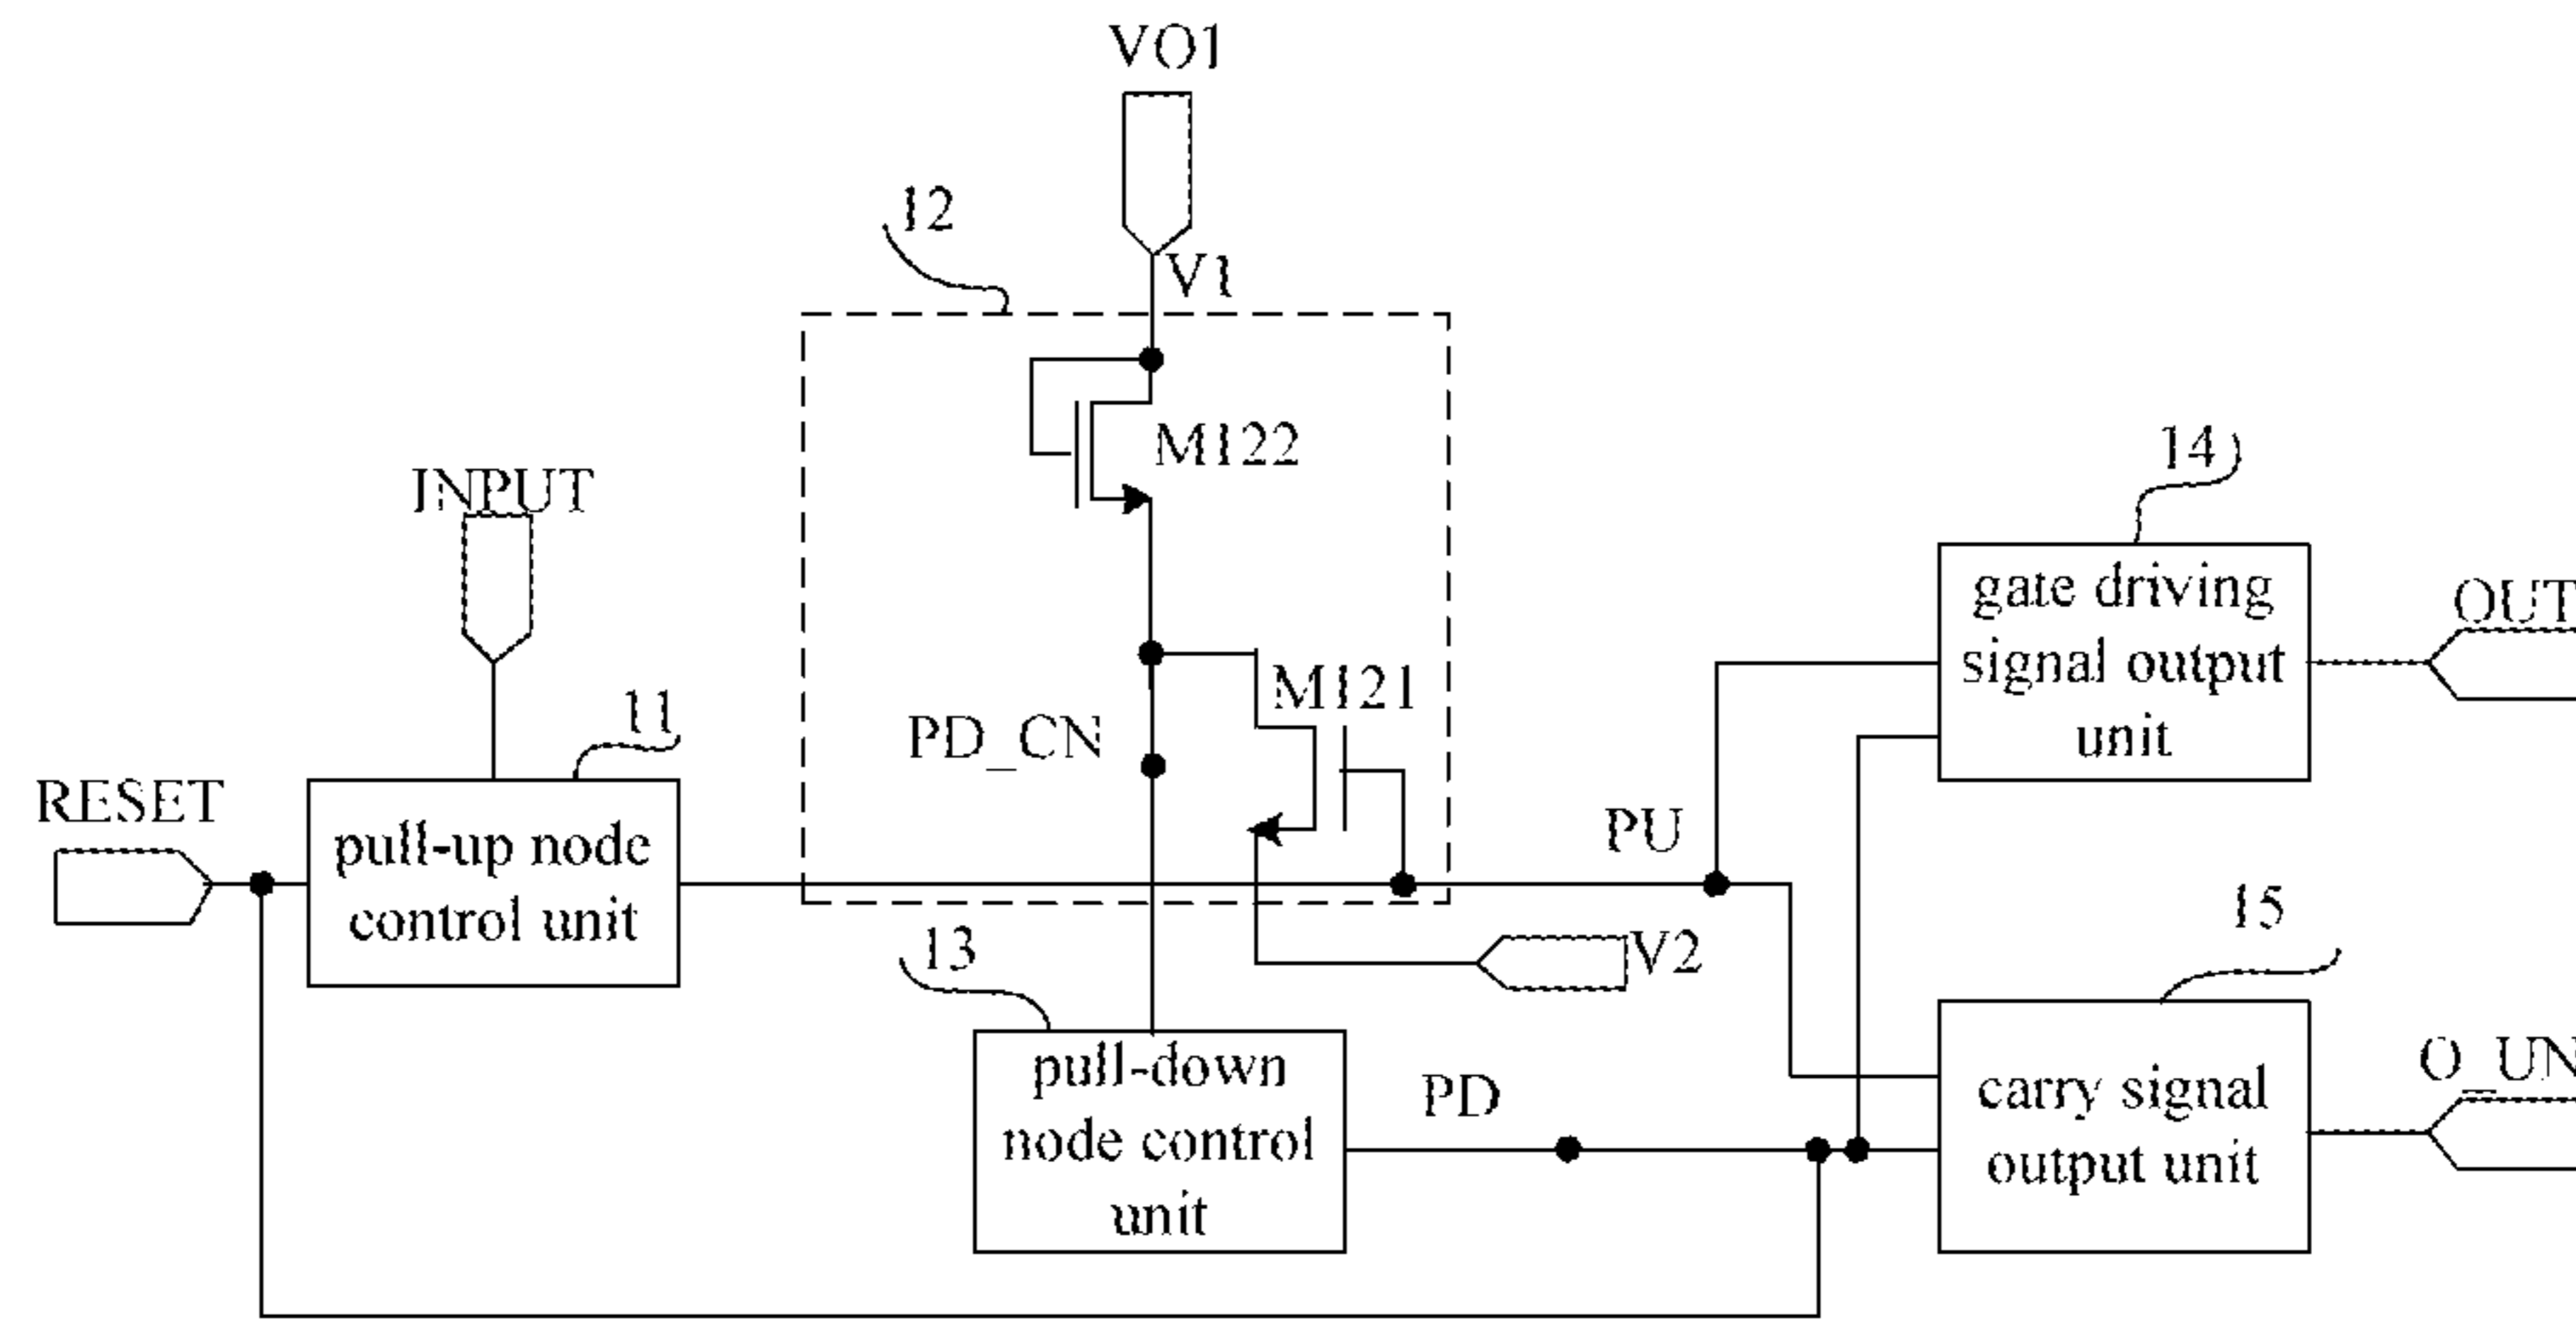 VO1
12
V1
M122
INPUT
14
gate driving
signal output
unit
OUT
11
M121
PD_CN
RESET
pull-up node
control unit
PU
15
13
V2
pull-down
node control
unit
PD
carry signal
output unit
O_UN